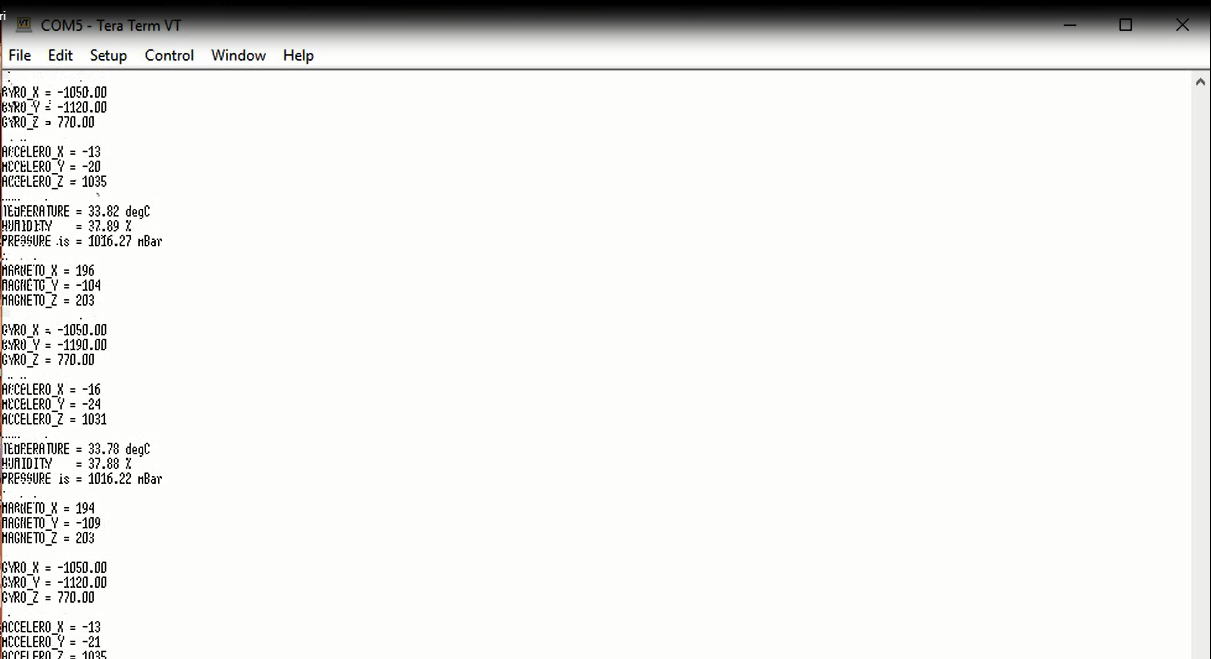 ri
COM5 - Tera Term VT
File Edit Setup Control Window Help
GYRO_X = -1050.00
GYRO_Y = -1120.00
GYRO_Z = 770.00
ACCELERO_X = -13
ACCELERO_Y = -20
ACCELERO_Z = 1035
TEMPERATURE = 33.82 degC
HUMIDITY = 37.89 %
PRESSURE is = 1016.27 mBar
MAGNETO_X = 196
MAGNETO_Y = -104
MAGNETO_Z = 203
GYRO_X = -1050.00
GYRO_Y = -1190.00
GYRO_Z = 770.00
ACCELERO_X = -16
ACCELERO_Y = -24
ACCELERO_Z = 1031
TEMPERATURE = 33.78 degC
HUMIDITY = 37.88 %
PRESSURE is = 1016.22 mBar
MAGNETO_X = 194
MAGNETO_Y = -109
MAGNETO_Z = 203
GYRO_X = -1050.00
GYRO_Y = -1120.00
GYRO_Z = 770.00
ACCELERO_X = -13
ACCELERO_Y = -21
ACCELERO_Z = 1035